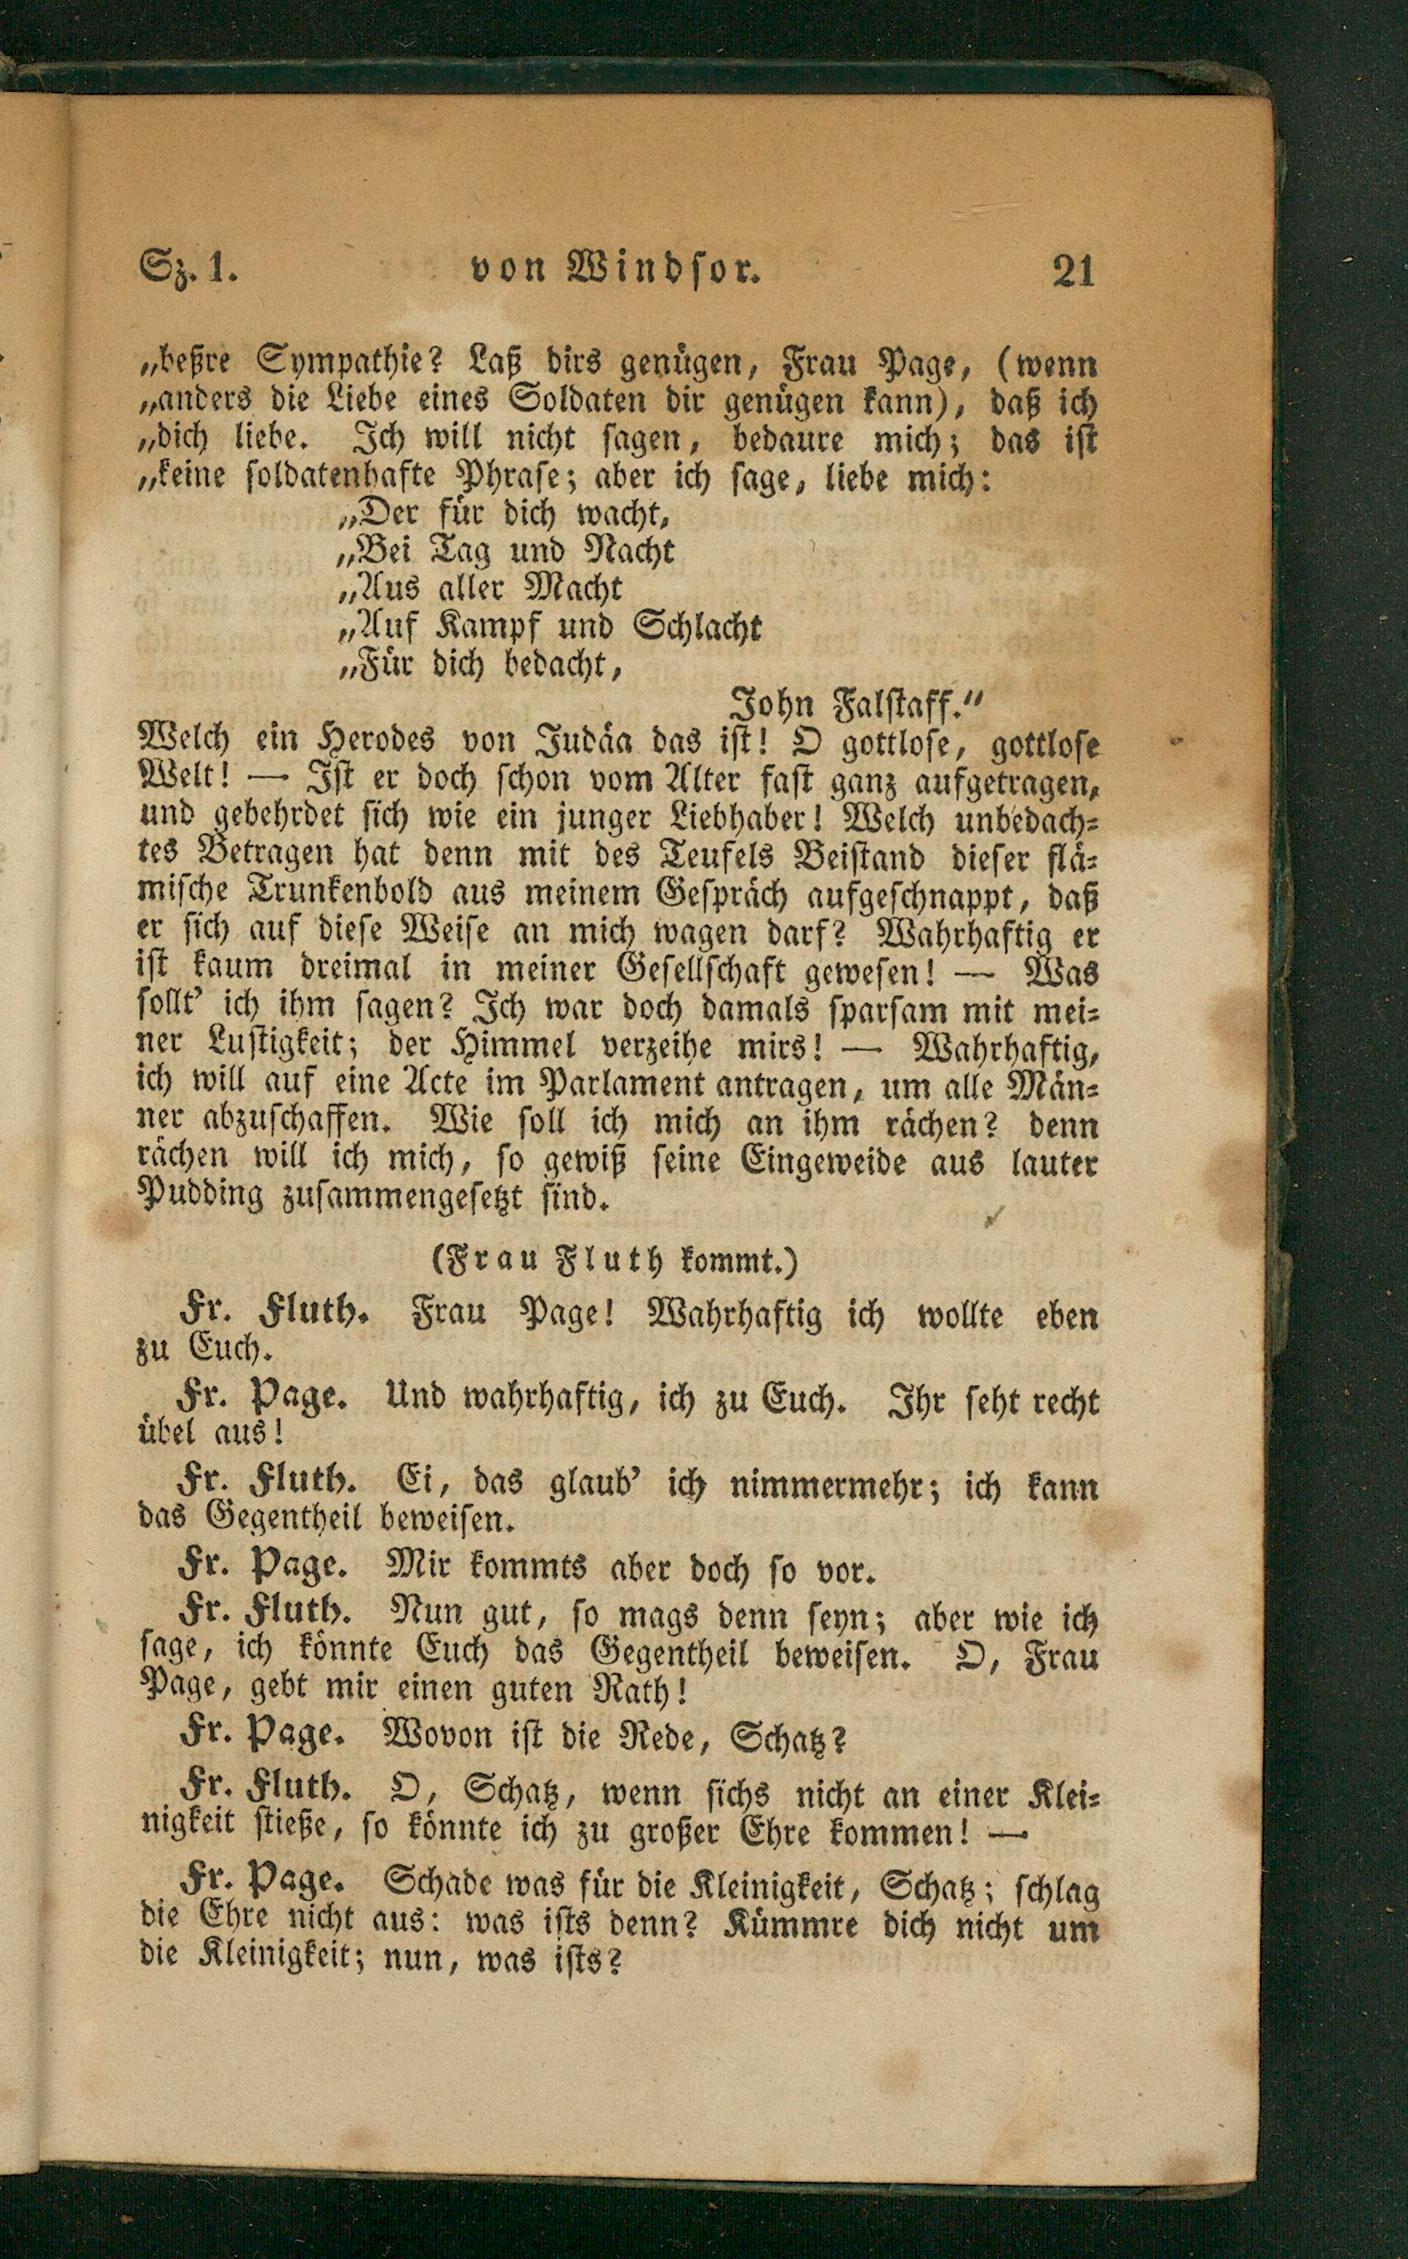 Sz. 1. von Windsor. 21
„beßre Sympathie? Laß dirs genügen, Frau Page, (wenn
„anders die Liebe eines Soldaten dir genügen kann), daß ich
„dich liebe. Ich will nicht sagen, bedaure mich; das ist
„keine soldatenhafte Phrase; aber ich sage, liebe mich:
„Der für dich wacht,
„Bei Tag und Nacht
„Aus aller Macht
„Auf Kampf und Schlacht
„Für dich bedacht,
John Falstaff.“
Welch ein Herodes von Judäa das ist! O gottlose, gottlose
Welt! — Ist er doch schon vom Alter fast ganz aufgetragen,
und gebehrdet sich wie ein junger Liebhaber! Welch unbedach-
tes Betragen hat denn mit des Teufels Beistand dieser flä-
mische Trunkenbold aus meinem Gespräch aufgeschnappt, daß
er sich auf diese Weise an mich wagen darf? Wahrhaftig er
ist kaum dreimal in meiner Gesellschaft gewesen! — Was
sollt’ ich ihm sagen? Ich war doch damals sparsam mit mei-
ner Lustigkeit; der Himmel verzeihe mirs! — Wahrhaftig,
ich will auf eine Acte im Parlament antragen, um alle Män-
ner abzuschaffen. Wie soll ich mich an ihm rächen? denn
rächen will ich mich, so gewiß seine Eingeweide aus lauter
Pudding zusammengesetzt sind.
(Frau Fluth kommt.)
Fr. Fluth. Frau Page! Wahrhaftig ich wollte eben
zu Euch.
Fr. Page. Und wahrhaftig, ich zu Euch. Ihr seht recht
übel aus!
Fr. Fluth. Ei, das glaub’ ich nimmermehr; ich kann
das Gegentheil beweisen.
Fr. Page. Mir kommts aber doch so vor.
Fr. Fluth. Nun gut, so mags denn seyn; aber wie ich
sage, ich könnte Euch das Gegentheil beweisen. O, Frau
Page, gebt mir einen guten Rath!
Fr. Page. Wovon ist die Rede, Schatz?
Fr. Fluth. O, Schatz, wenn sichs nicht an einer Klei-
nigkeit stieße, so könnte ich zu großer Ehre kommen! —
Fr. Page. Schade was für die Kleinigkeit, Schatz; schlag
die Ehre nicht aus: was ists denn? Kümmre dich nicht um
die Kleinigkeit; nun, was ists?